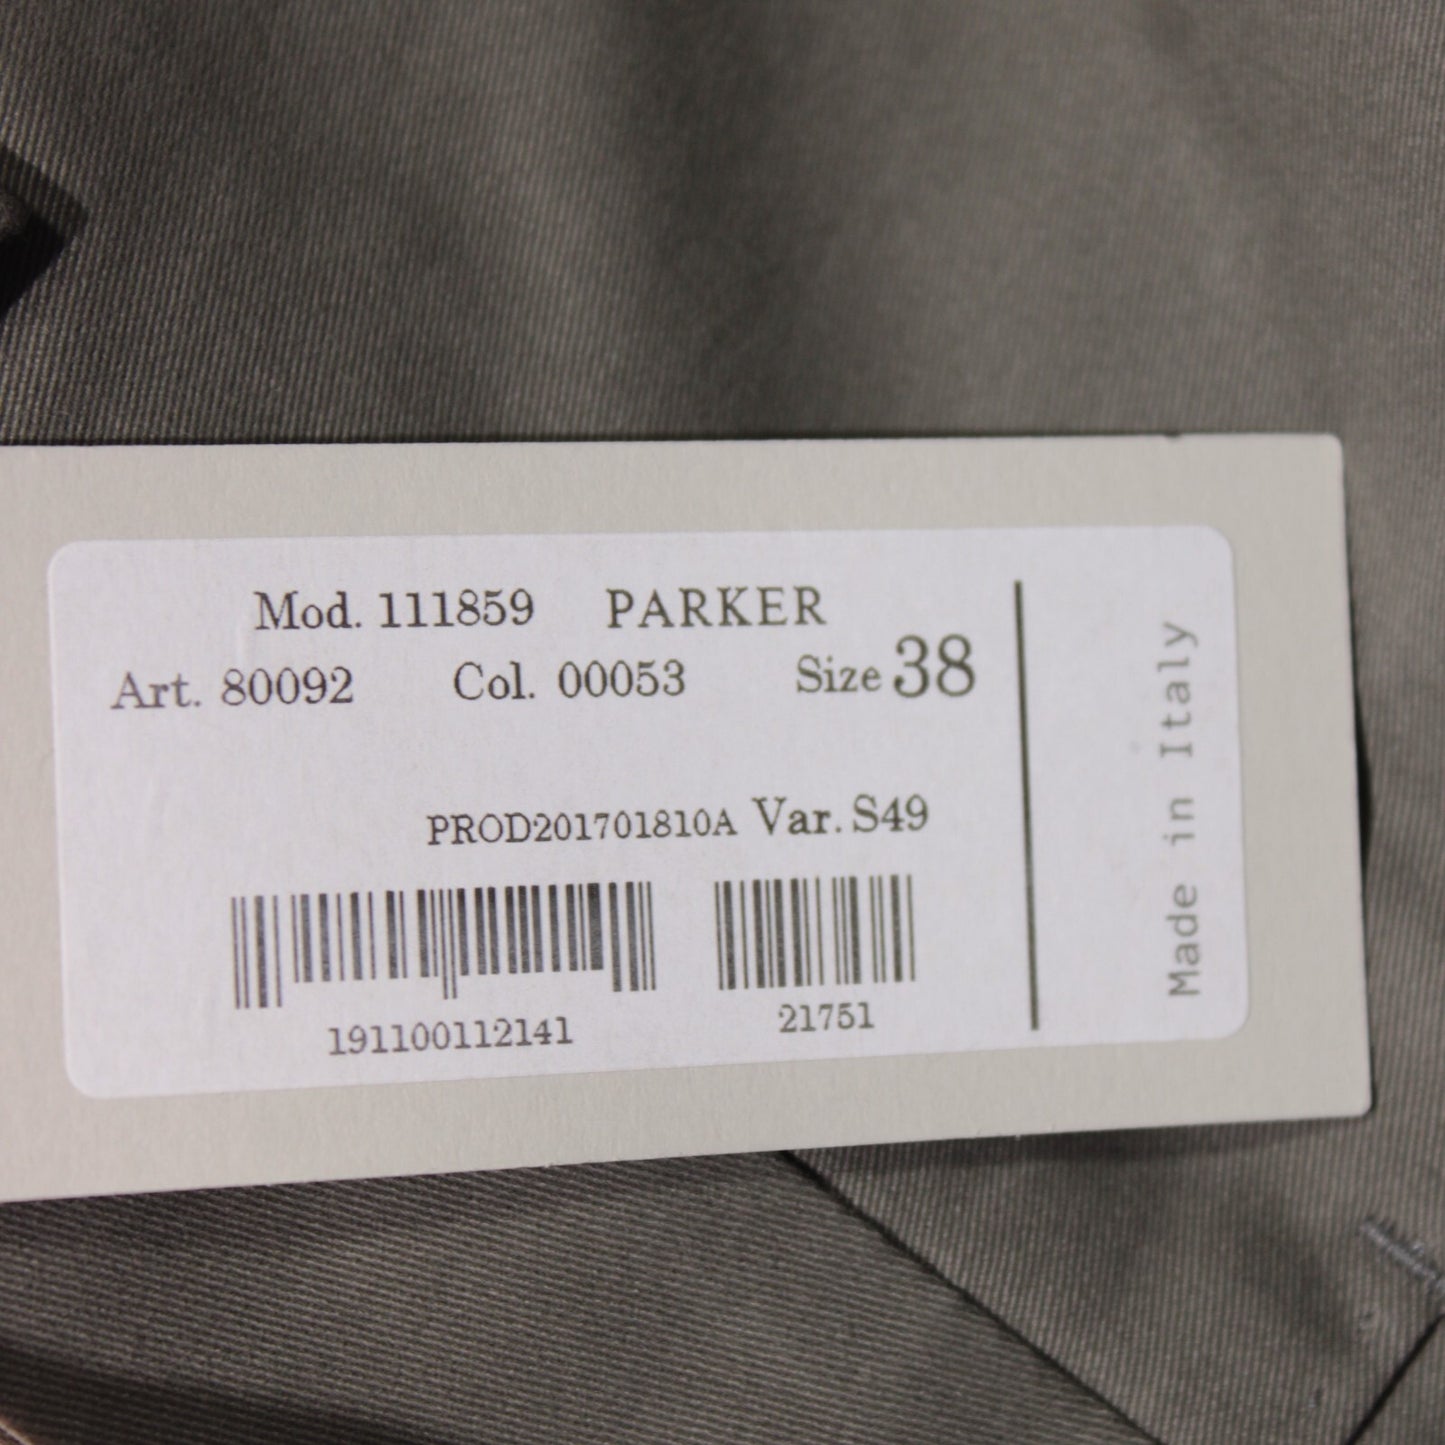 Mod. 111859 PARKER
Art. 80092 Col. 00053 Size 38
PROD201701810A Var. S49
191100112141 21751
Made in Italy